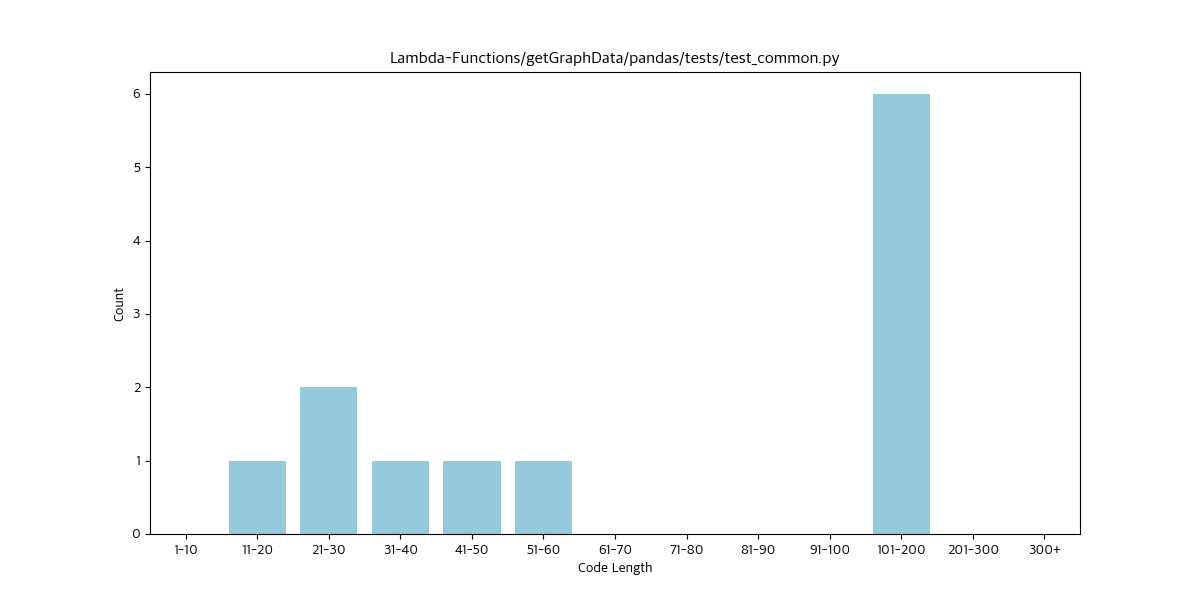 Lambda-Functions/getGraphData/pandas/tests/test_common.py
6
5
4
3
2
1
0
Count
1-10 11-20 21-30 31-40 41-50 51-60 61-70 71-80 81-90 91-100 101-200 201-300 300+
Code Length